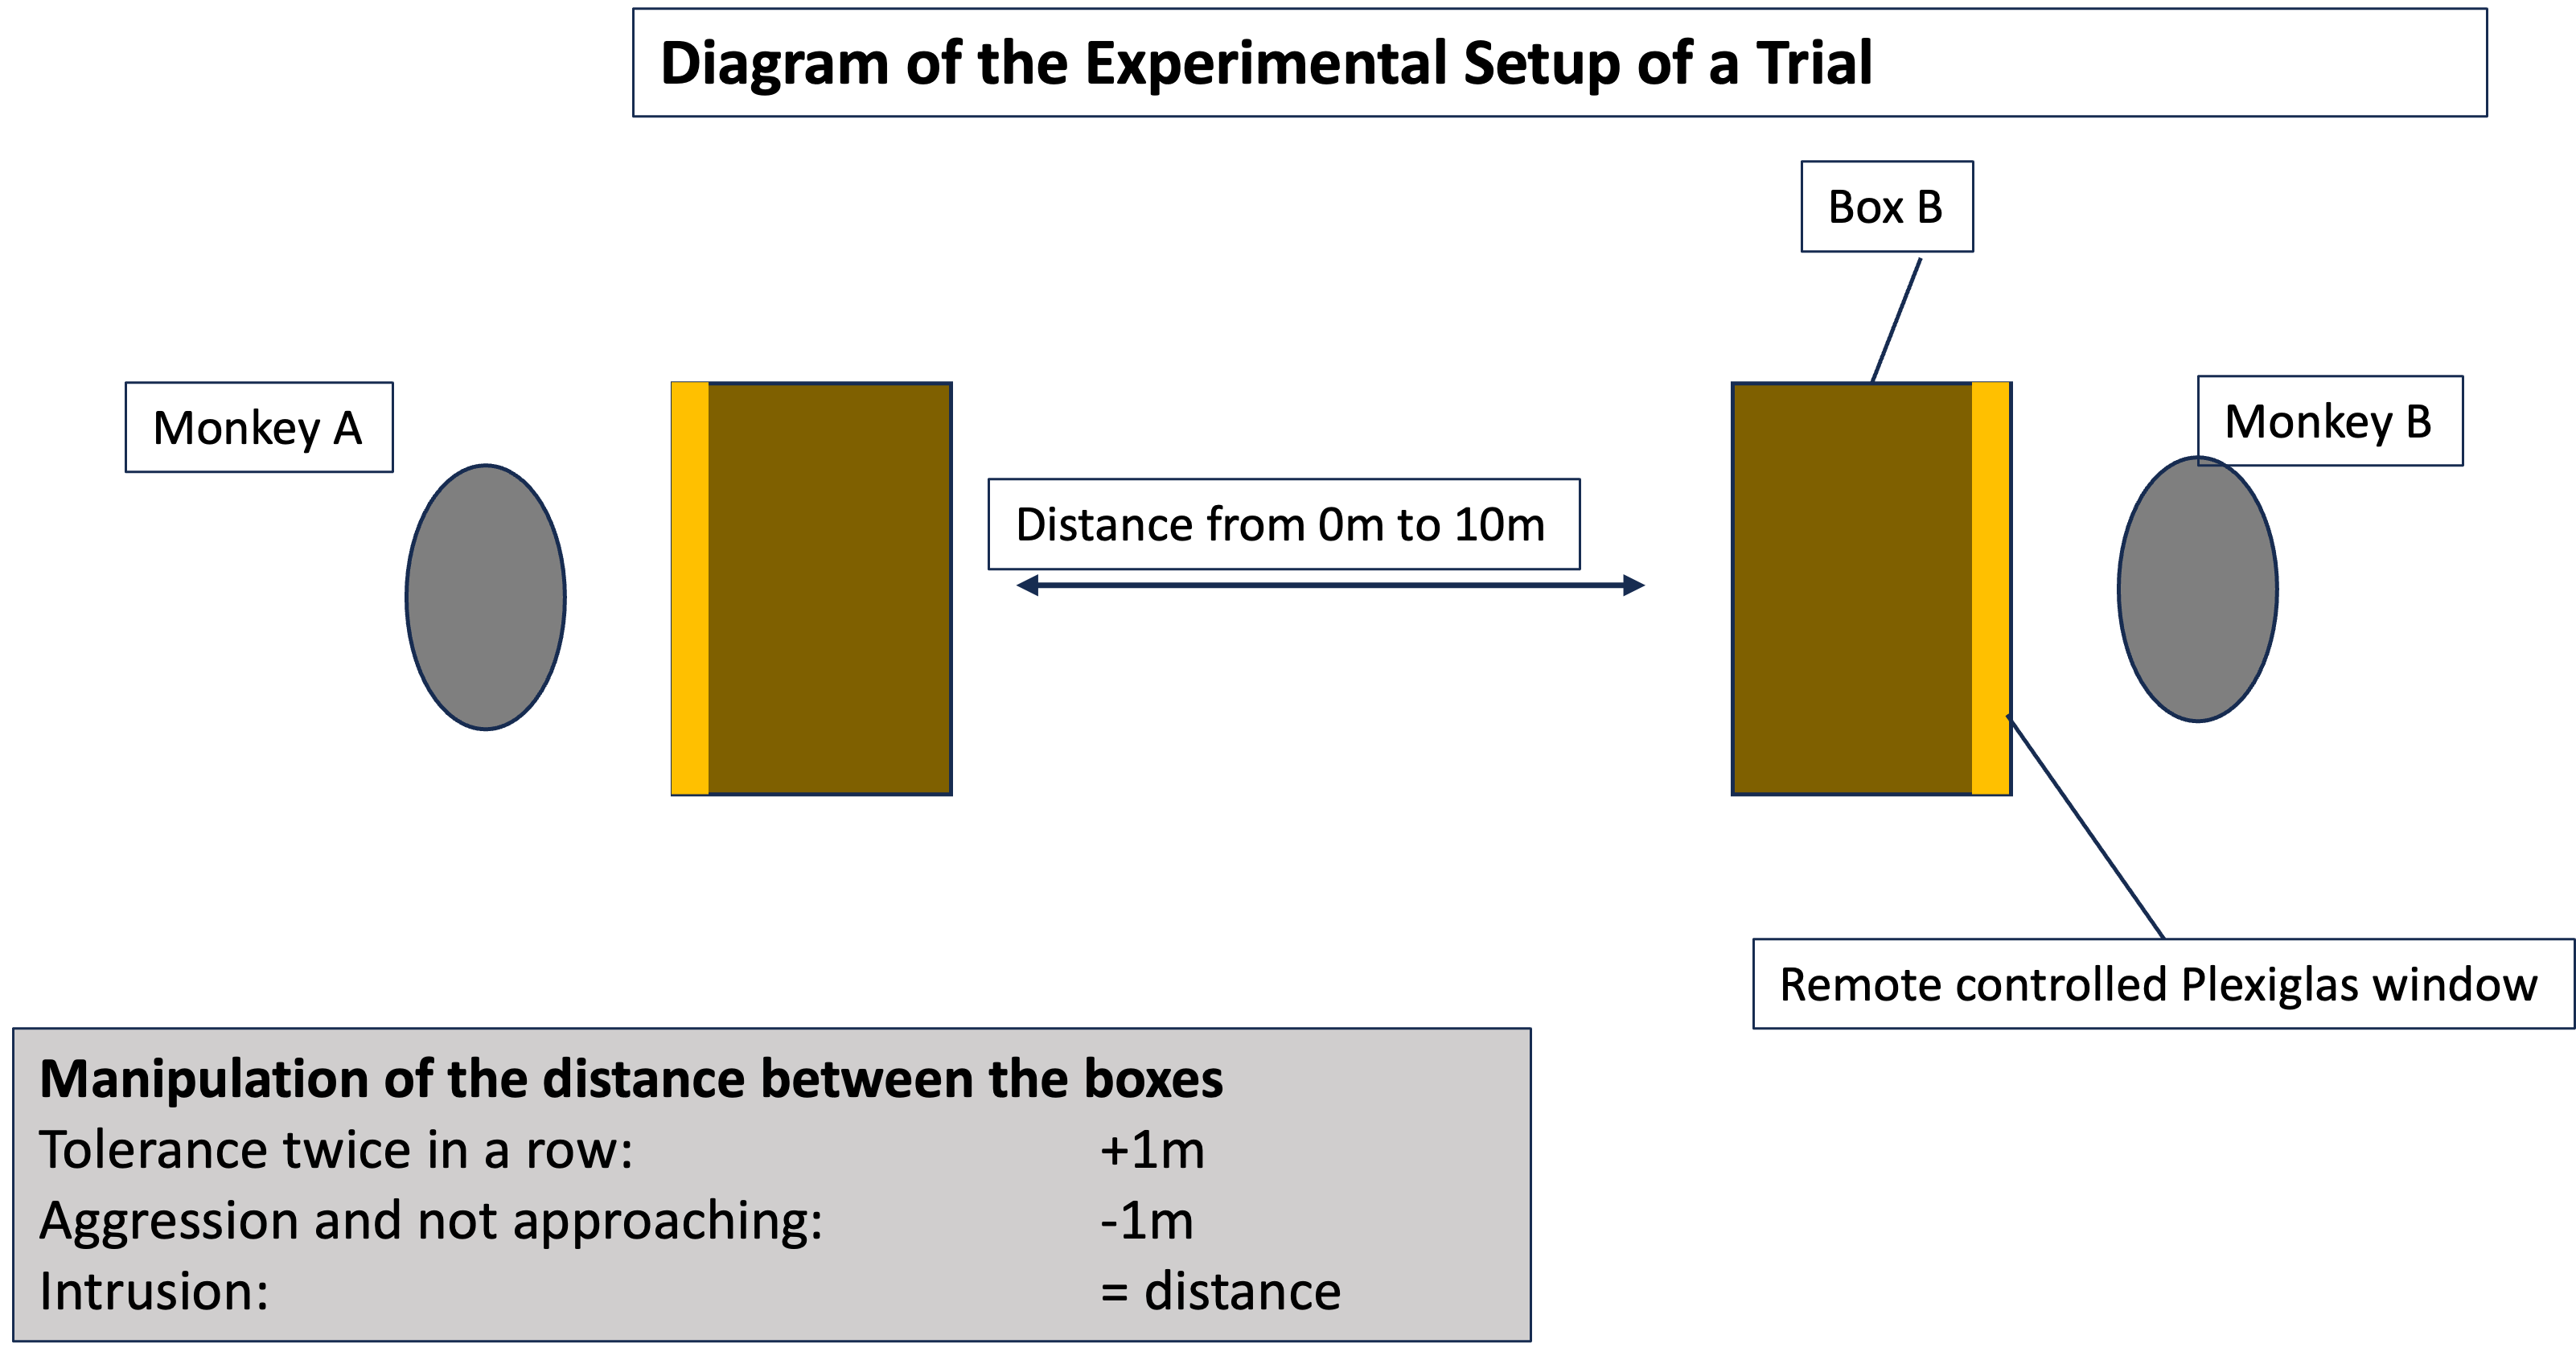 Diagram of the Experimental Setup of a Trial
Box B
Monkey A
Monkey B
Distance from 0m to 10m
Remote controlled Plexiglas window
Manipulation of the distance between the boxes
Tolerance twice in a row: +1m
Aggression and not approaching: -1m
Intrusion: = distance